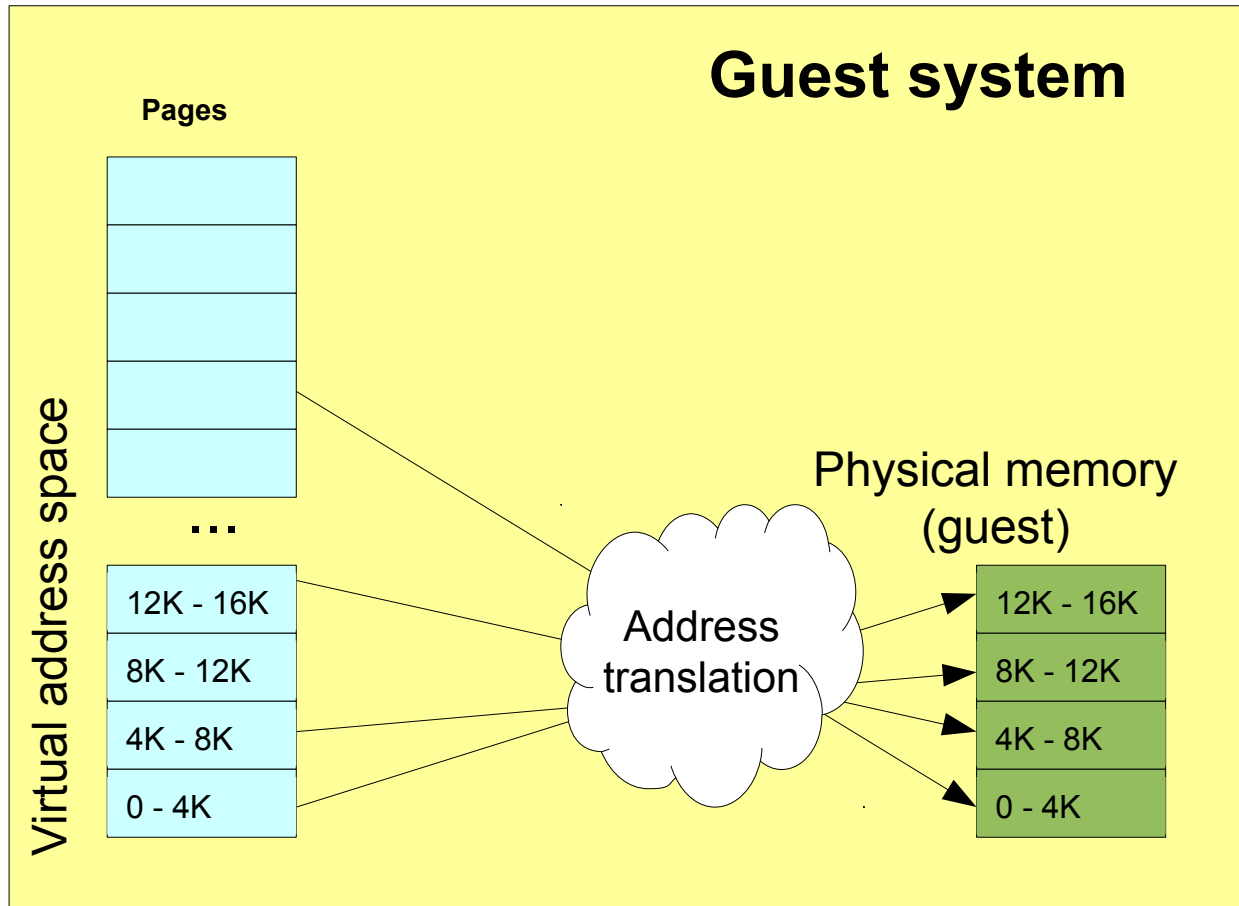 Guest system
Pages
Virtual address space
...
12K - 16K
8K - 12K
4K - 8K
0 - 4K
Address
translation
Physical memory
(guest)
12K - 16K
8K - 12K
4K - 8K
0 - 4K